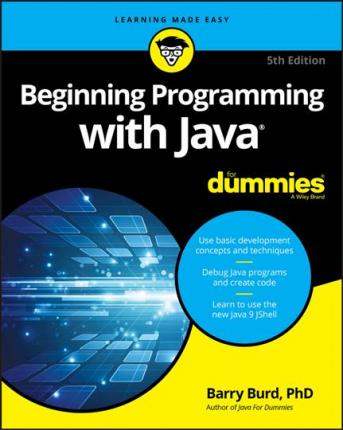 LEARNING MADE EASY
5th Edition
Beginning Programming
with Java®
for
dummies®
A Wiley Brand
Use basic development
concepts and techniques
Debug Java programs
and create code
Learn to use the
new Java 9 JShell
Barry Burd, PhD
Author of Java For Dummies